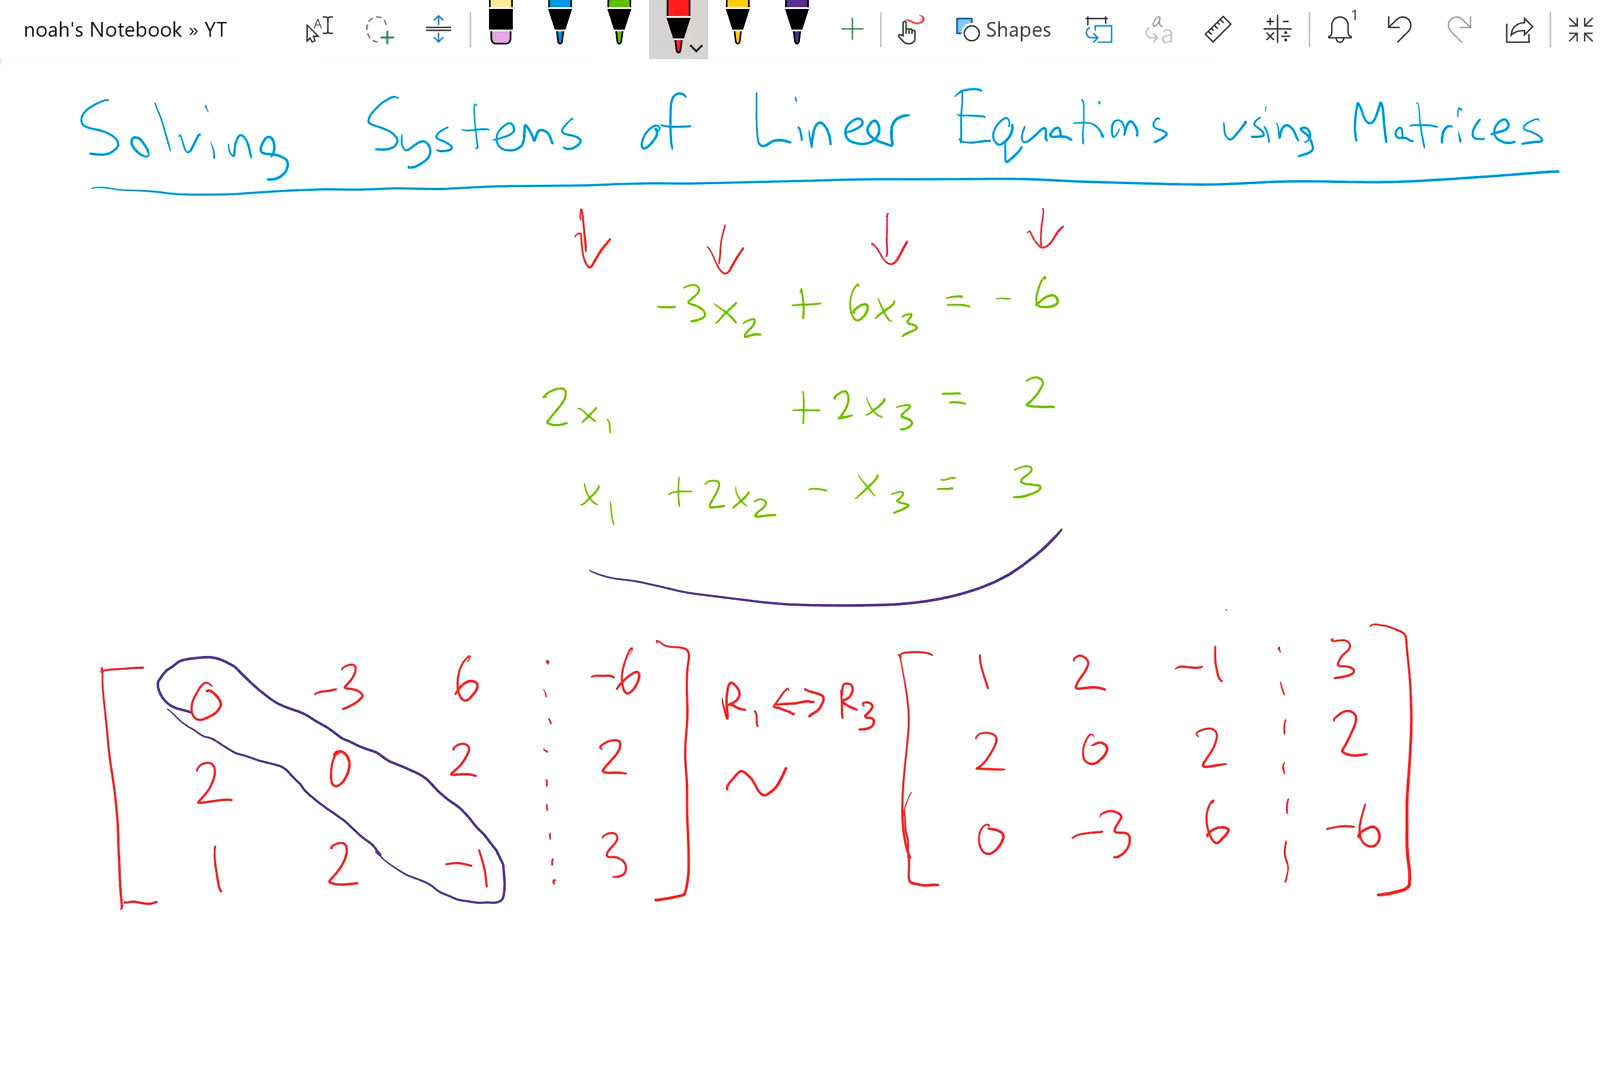 noah's Notebook » YT
Shapes
1
Solving Systems of Linear Equations using Matrices
-3x₂ + 6x₃ = -6
2x₁ +2x₃ = 2
x₁ +2x₂ - x₃ = 3
0 -3 6 -6
2 0 2 2
1 2 -1 3
R₁ ↔ R₃
~
1 2 -1 3
2 0 2 2
0 -3 6 -6